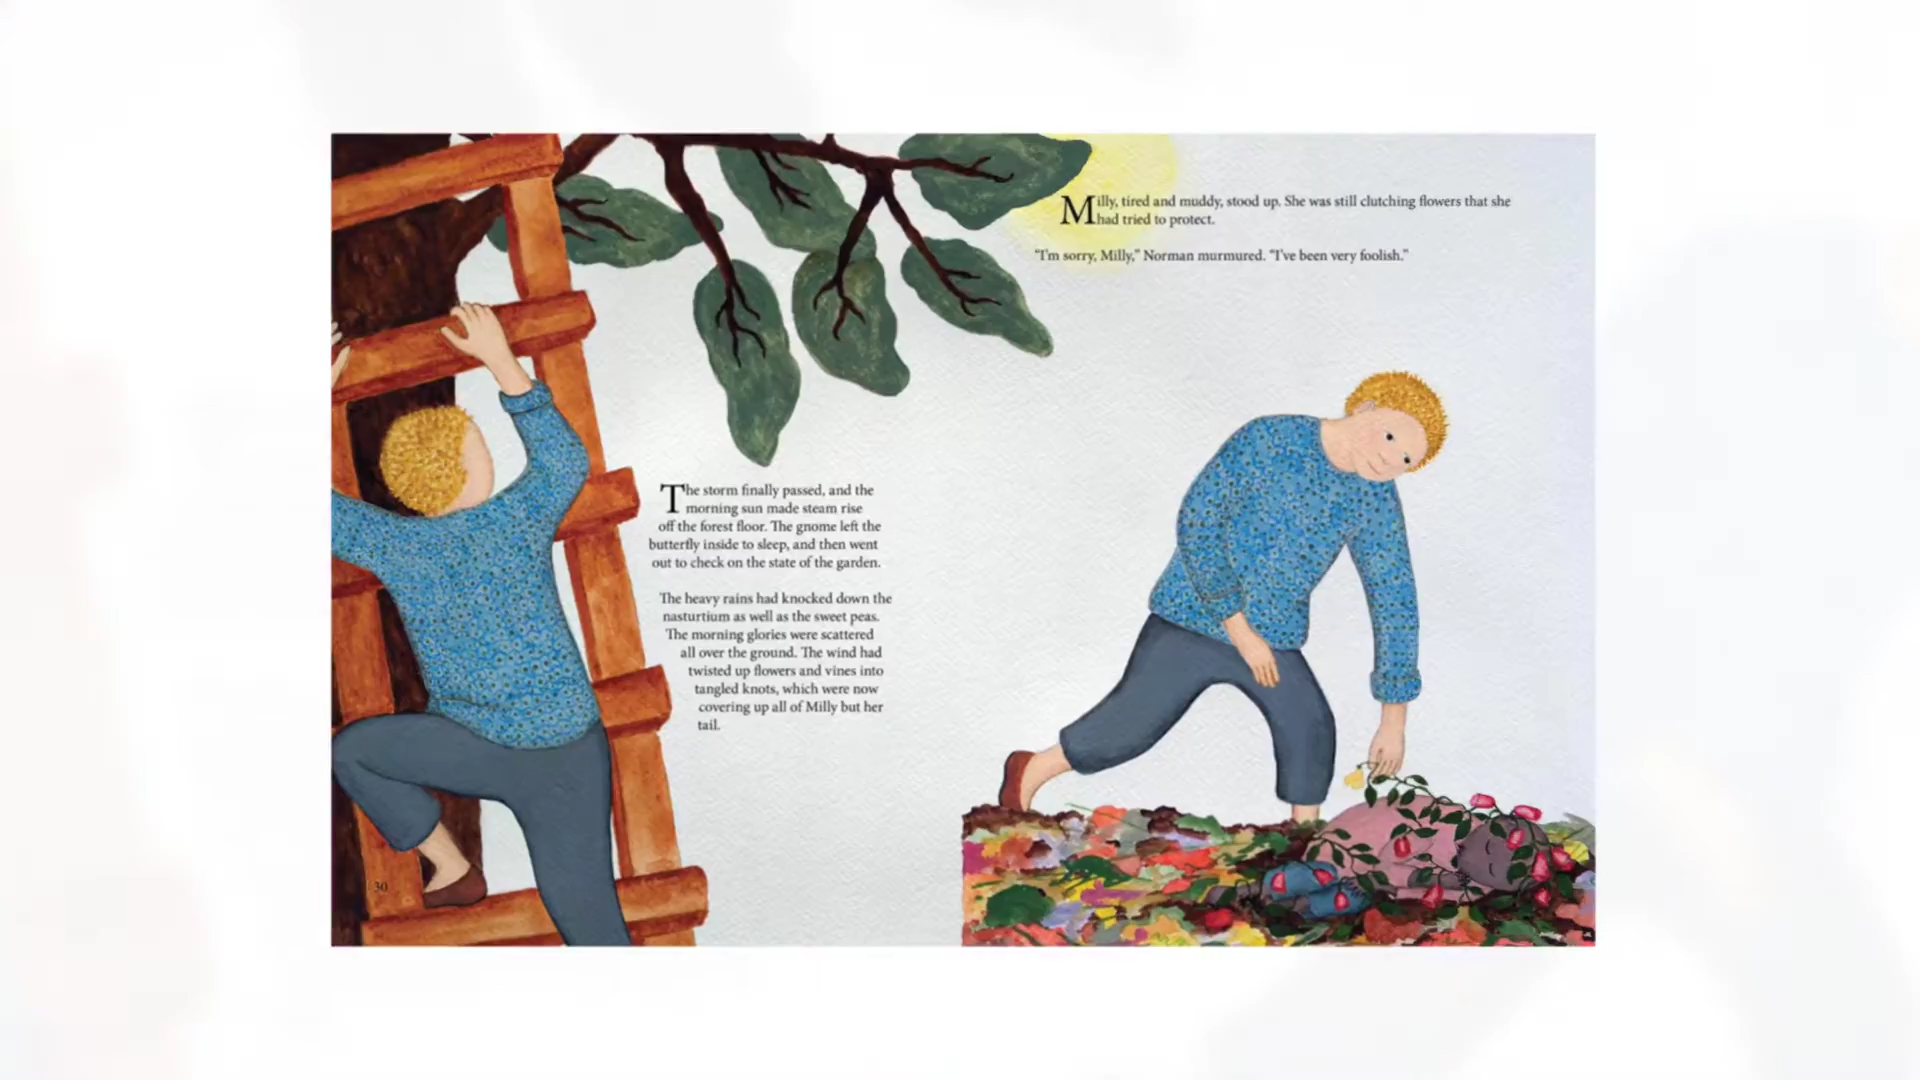 The storm finally passed, and the
morning sun made steam rise
off the forest floor. The gnome left the
butterfly inside to sleep, and then went
out to check on the state of the garden.
The heavy rains had knocked down the
nasturtium as well as the sweet peas.
The morning glories were scattered
all over the ground. The wind had
twisted up flowers and vines into
tangled knots, which were now
covering up all of Milly but her
tail.
30
Milly, tired and muddy, stood up. She was still clutching flowers that she
had tried to protect.
“I’m sorry, Milly,” Norman murmured. “I’ve been very foolish.”